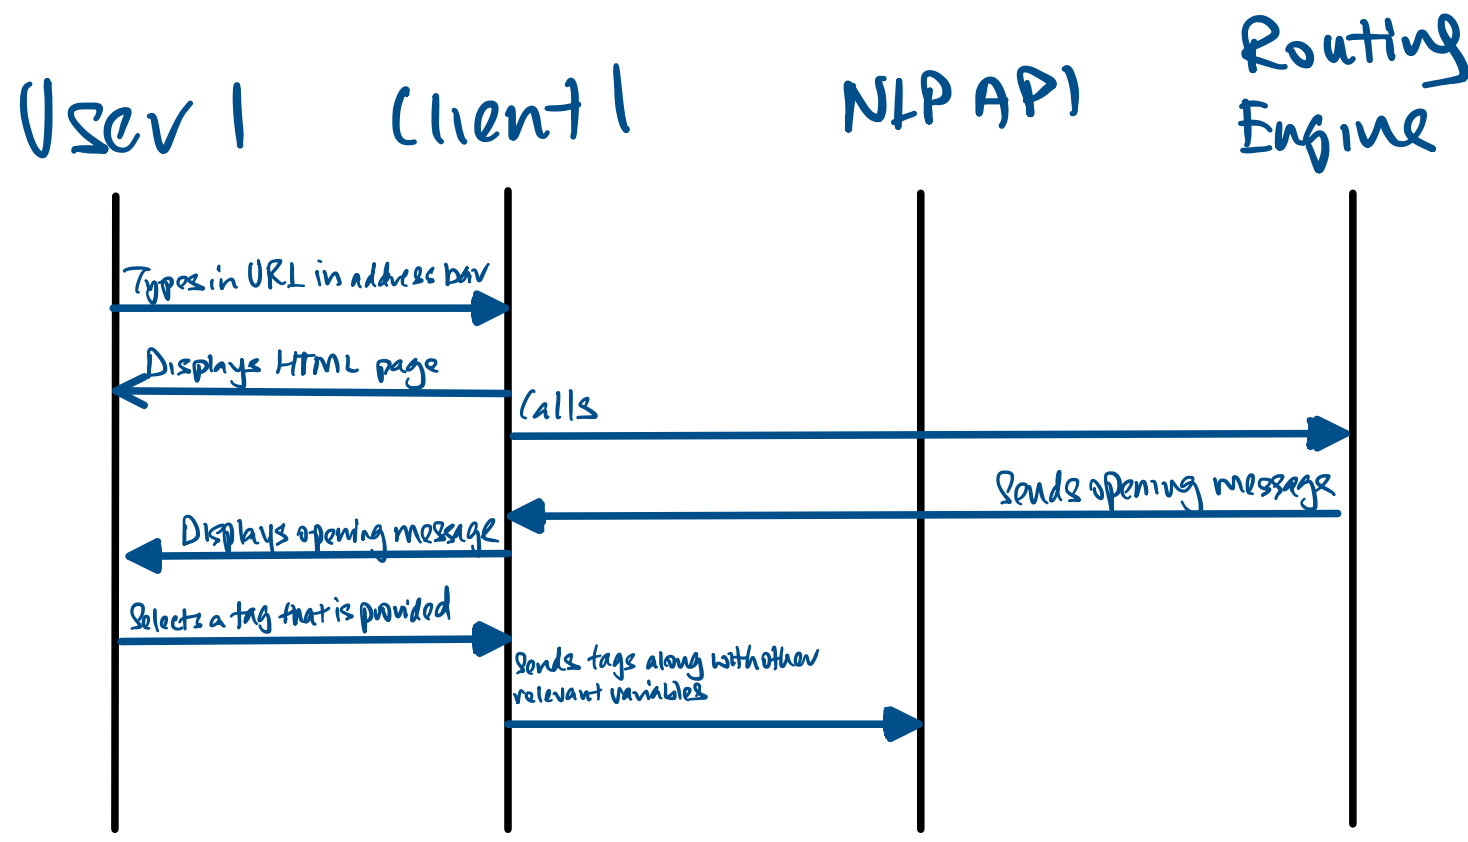 User 1
Client 1
NLP API
Routing
Engine
Types in URL in address bar
Displays HTML page
Calls
Sends opening message
Displays opening message
Selects a tag that is provided
Sends tags along with other
relevant variables